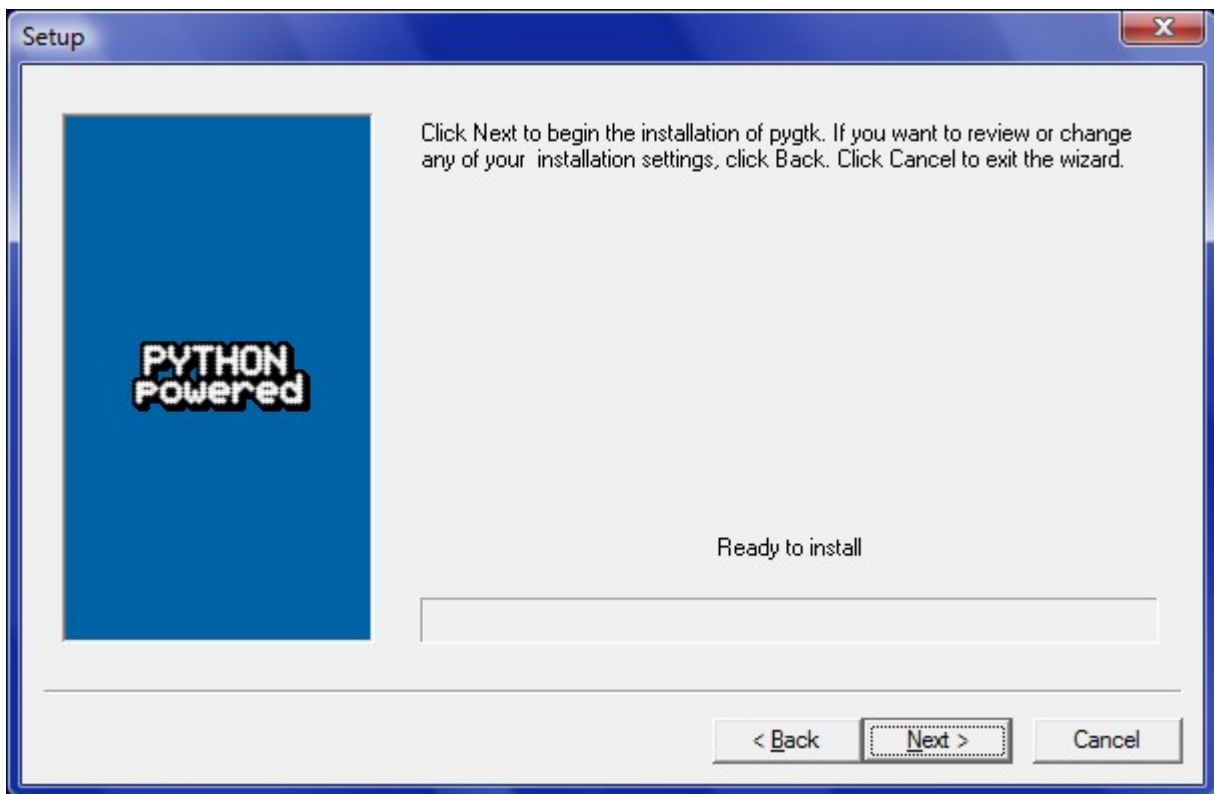 Setup
Click Next to begin the installation of pygtk. If you want to review or change
any of your  installation settings, click Back. Click Cancel to exit the wizard.
PYTHON
powered
Ready to install
< Back
Next >
Cancel